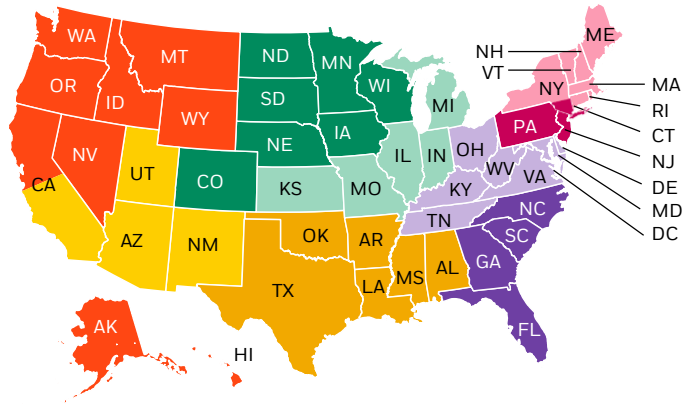 WA
MT
ND
MN
ME
NH
VT
OR
ID
SD
WI
MI
NY
MA
RI
WY
IA
PA
CT
NV
NE
IL
IN
OH
NJ
UT
CO
KS
MO
WV
VA
DE
CA
KY
MD
TN
NC
DC
AZ
NM
OK
AR
SC
TX
LA
MS
AL
GA
AK
HI
FL